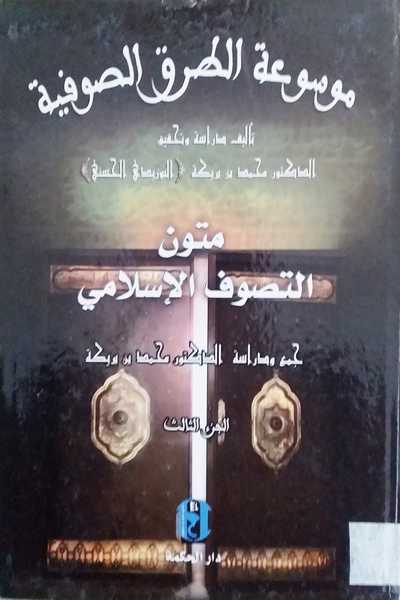 موسوعة الطرق الصوفية
تأليف دراسة وتحقيق
الدكتور محمد بن بريكة (البوزيدي الحسني)
متون
التصوف الإسلامي
جمع ودراسة الدكتور محمد بن بريكة
الجزء الثالث
دار الحكمة